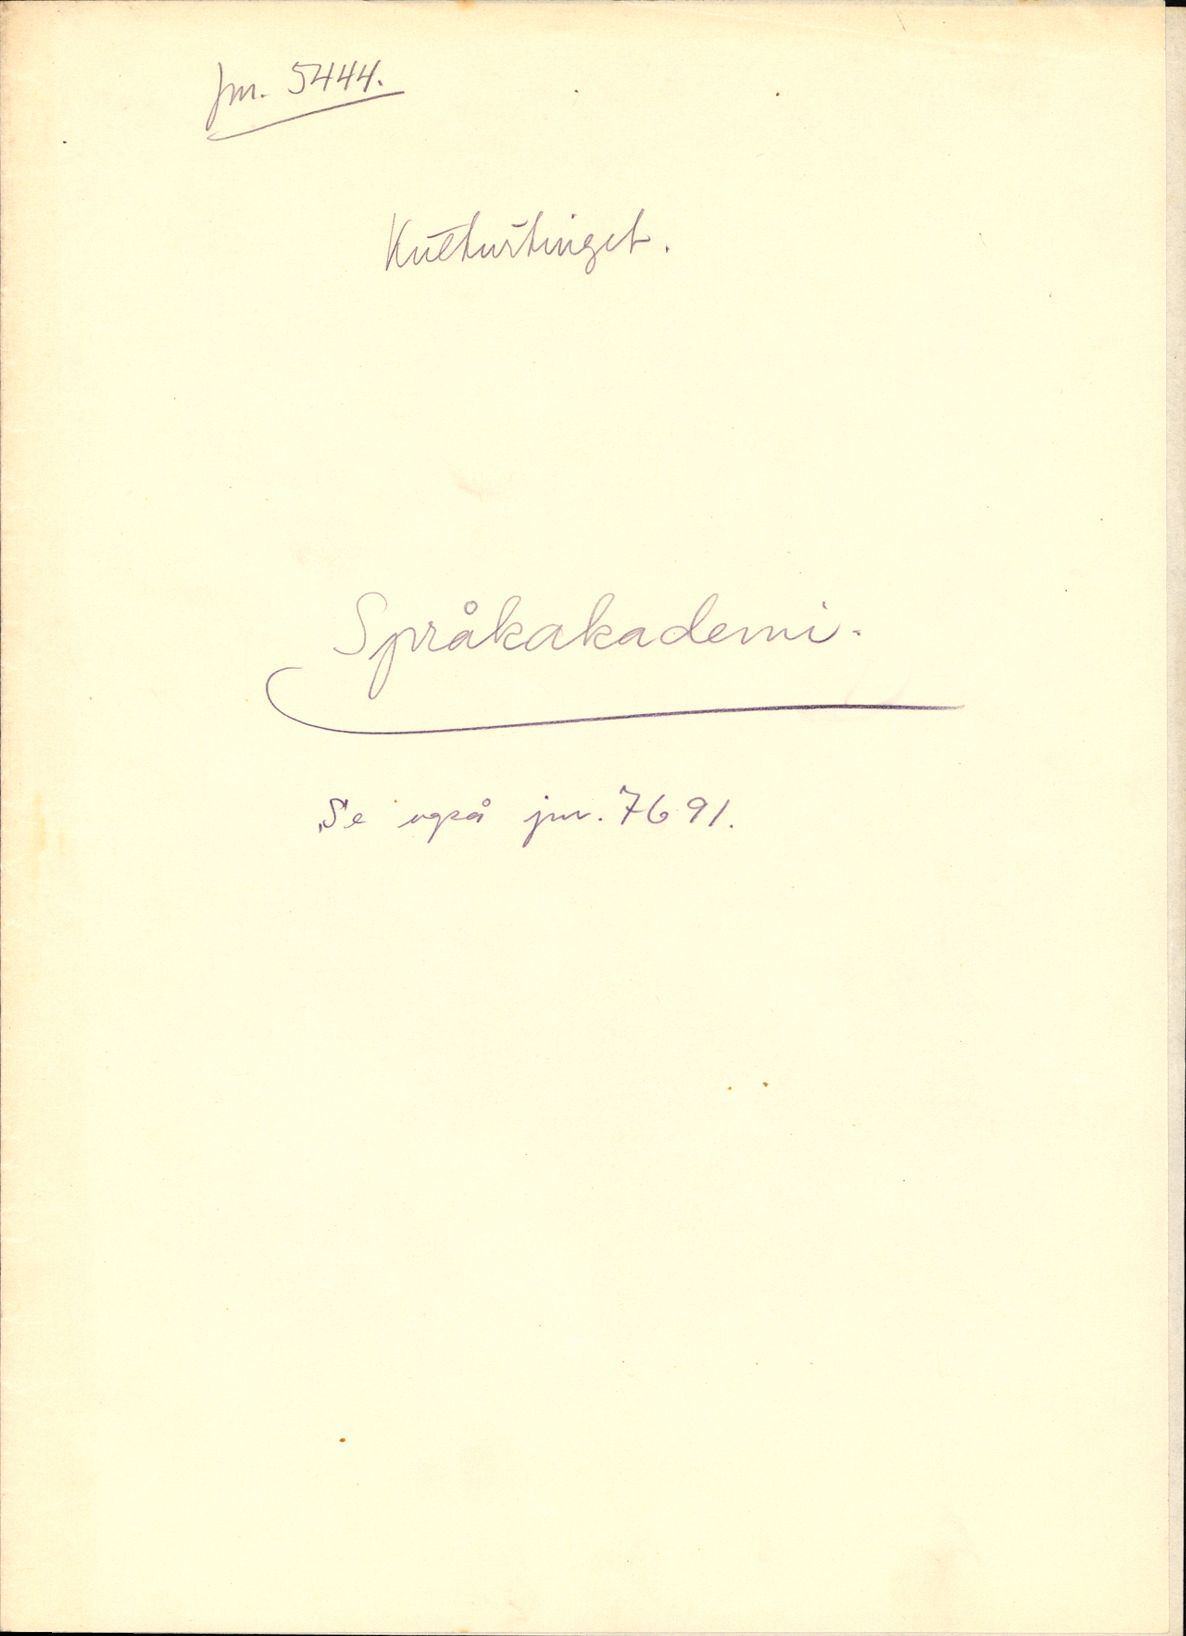 jnr. 5444.
Kulturtinget.
Språkakademi.
Se også jnr. 7691.